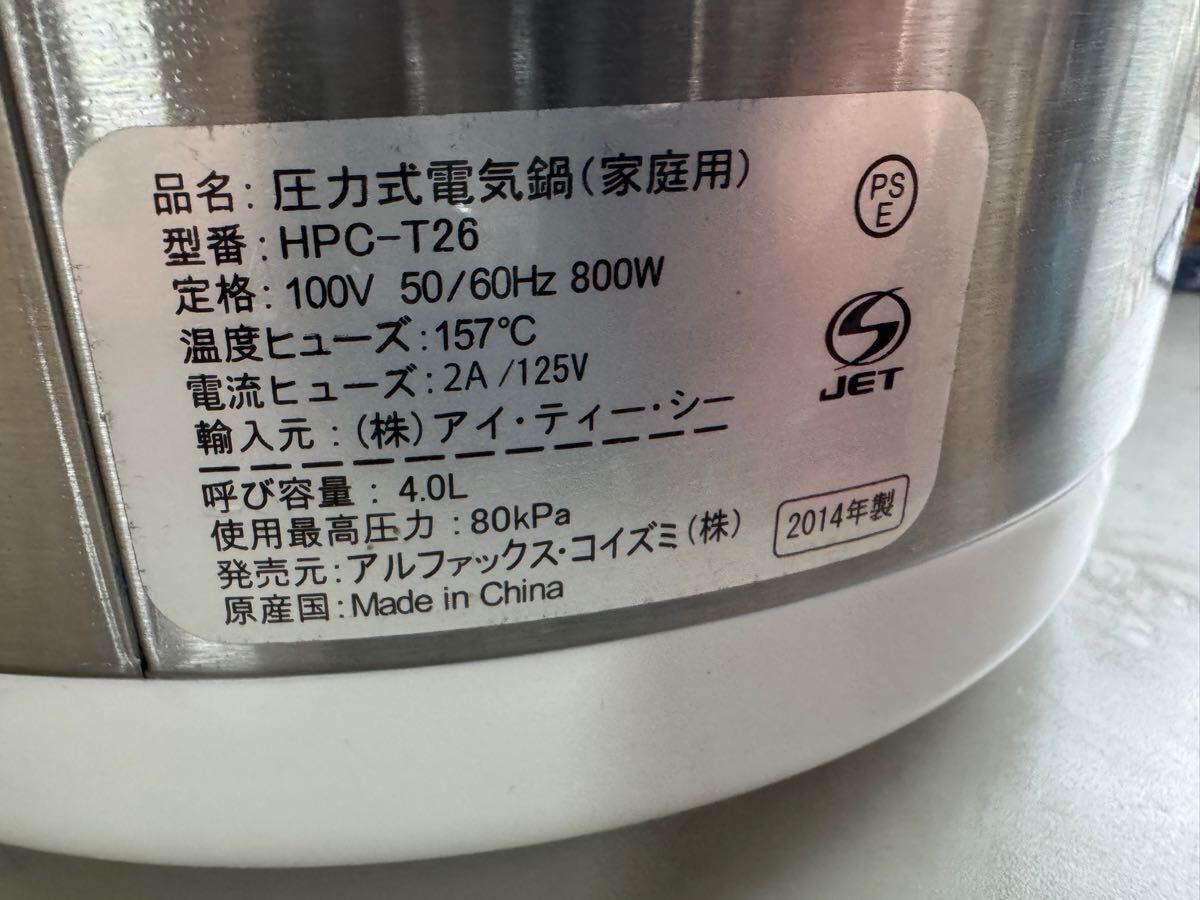 品名: 圧力式電気鍋(家庭用)
型番: HPC-T26
定格: 100V 50/60Hz 800W
温度ヒューズ: 157℃
電流ヒューズ: 2A /125V
輸入元 : (株)アイ・ティー・シー
呼び容量 : 4.0L
使用最高圧力 : 80kPa
発売元: アルファックス・コイズミ(株)
原産国: Made in China
PS
E
JET
2014年製